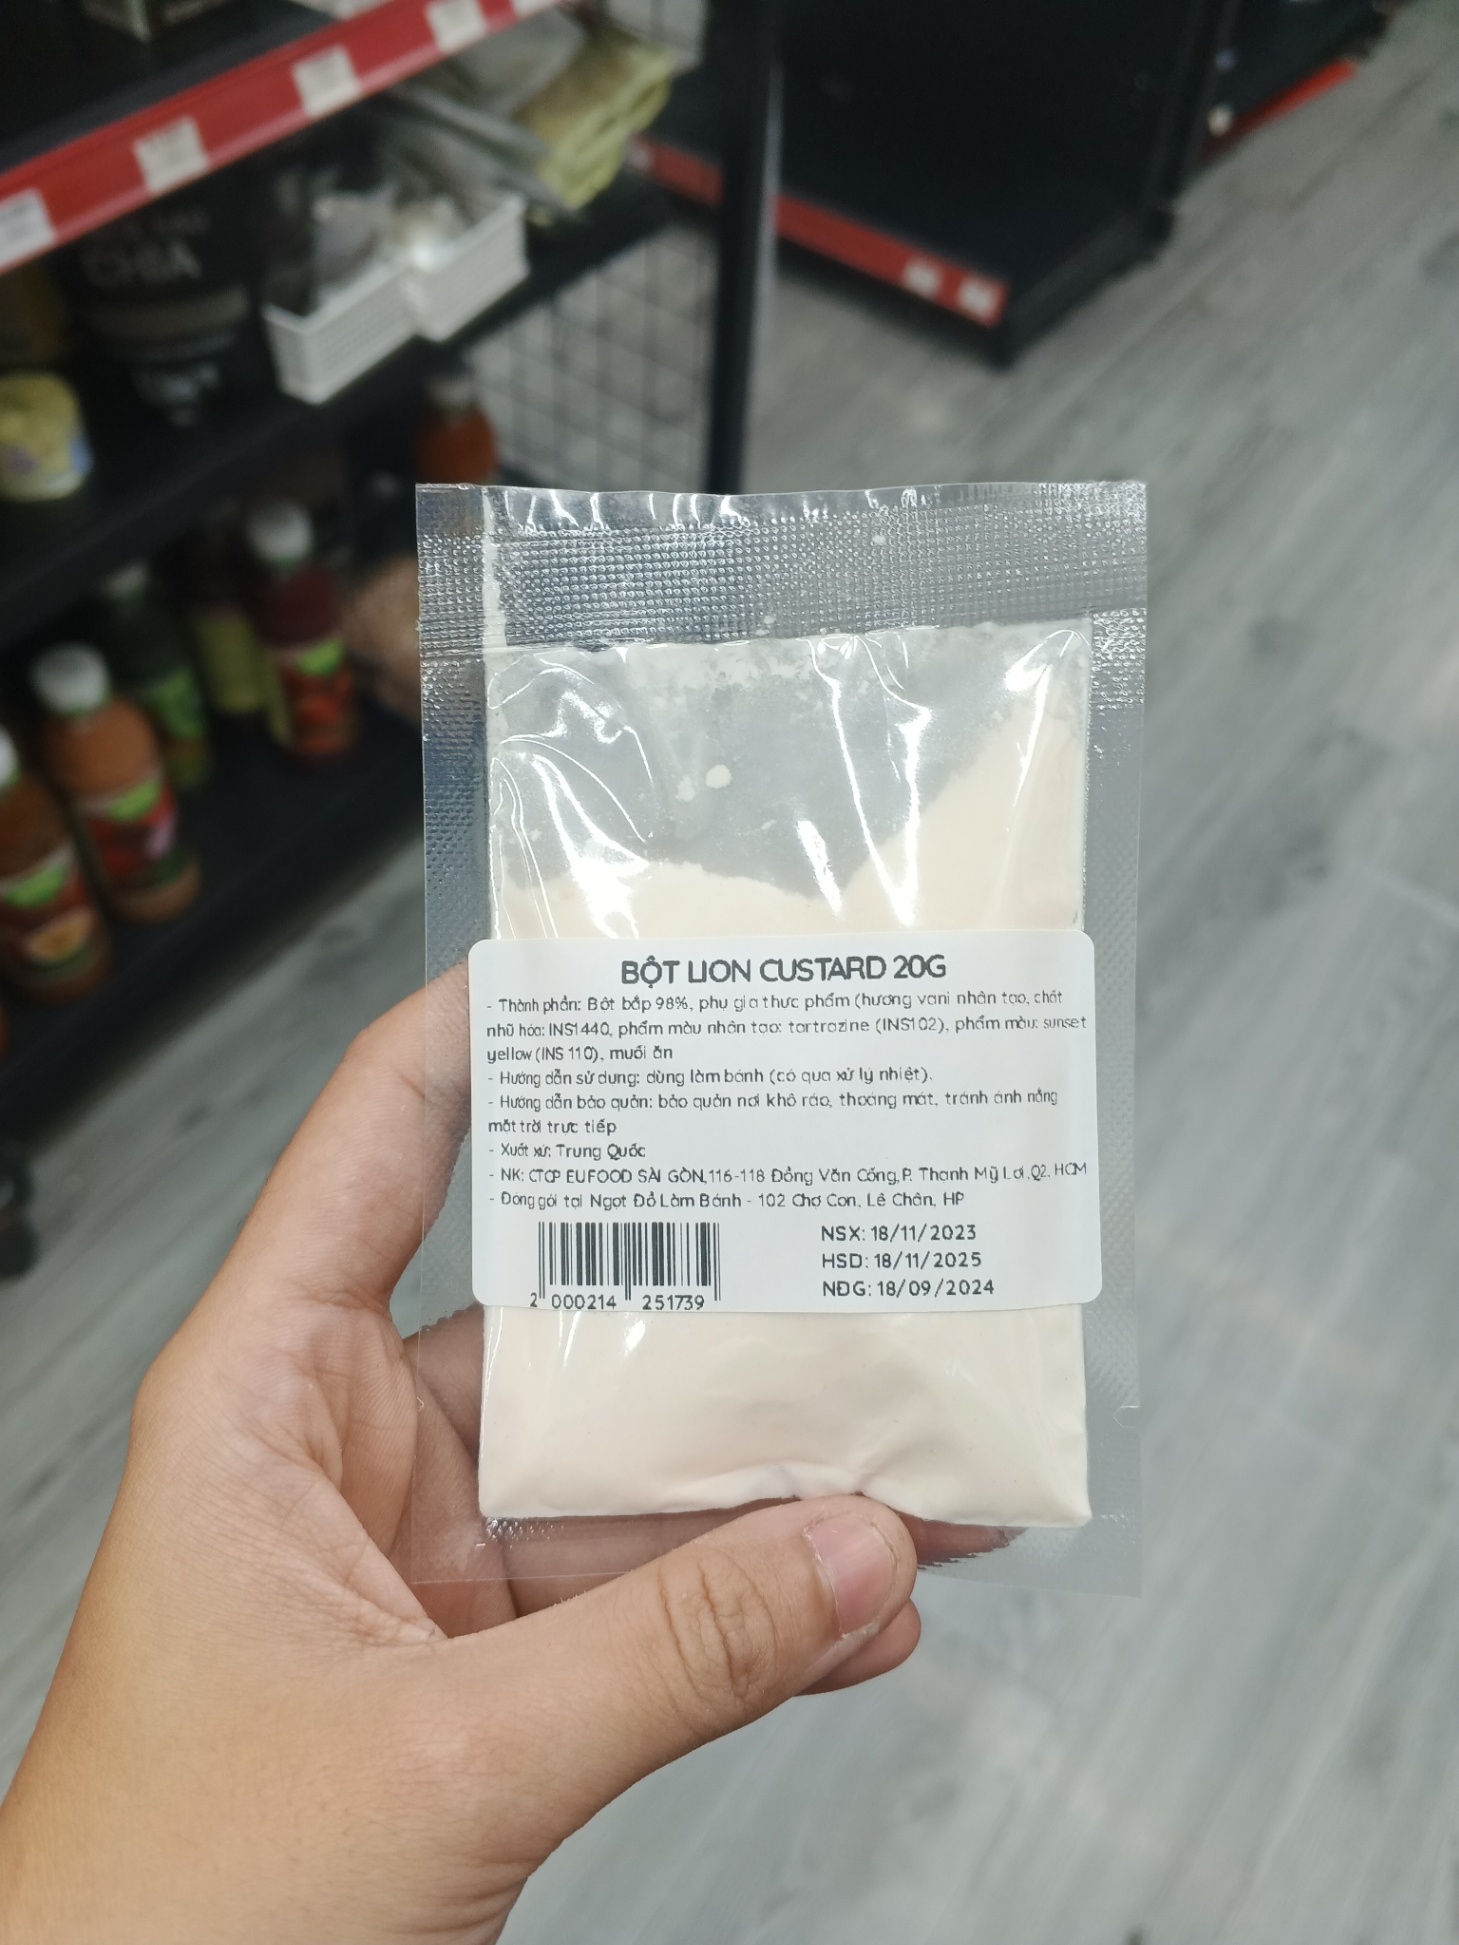 CHIA
BỘT LION CUSTARD 20G
- Thành phần: Bột bắp 98%, phụ gia thực phẩm (hương vani nhân tạo, chất
nhũ hóa: INS1440, phẩm màu nhân tạo: tartrazine (INS102), phẩm màu: sunset
yellow (INS 110), muối ăn
- Hướng dẫn sử dụng: dùng làm bánh (có qua xử lý nhiệt).
- Hướng dẫn bảo quản: bảo quản nơi khô ráo, thoáng mát, tránh ánh nắng
mặt trời trực tiếp
- Xuất xứ: Trung Quốc
- NK: CTCP EUFOOD SÀI GÒN,116-118 Đồng Văn Cống,P. Thạnh Mỹ Lợi,Q2. HCM
- Đóng gói tại Ngọt Đồ Làm Bánh - 102 Chợ Con, Lê Chân, HP
NSX: 18/11/2023
HSD: 18/11/2025
NĐG: 18/09/2024
2 000214 251739